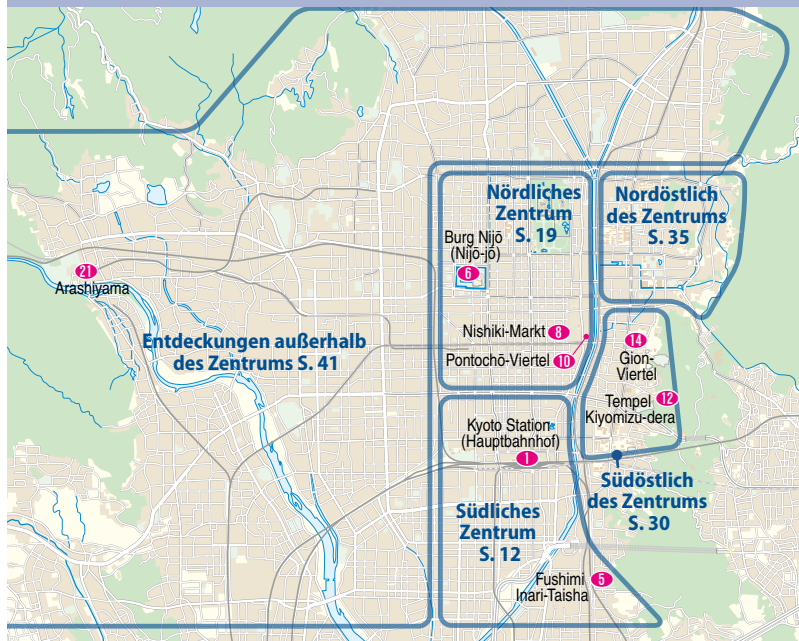 Nördliches
Zentrum
S. 19
Nordöstlich
des Zentrums
S. 35
Burg Nijō
(Nijō-jó)
6
21
Arashiyama
Entdeckungen außerhalb
des Zentrums S. 41
Nishiki-Markt 8
Pontochō-Viertel 10
14
Gion-
Viertel
Tempel 12
Kiyomizu-dera
Kyoto Station
(Hauptbahnhof)
1
Südöstlich
des Zentrums
S. 30
Südliches
Zentrum
S. 12
Fushimi 5
Inari-Taisha